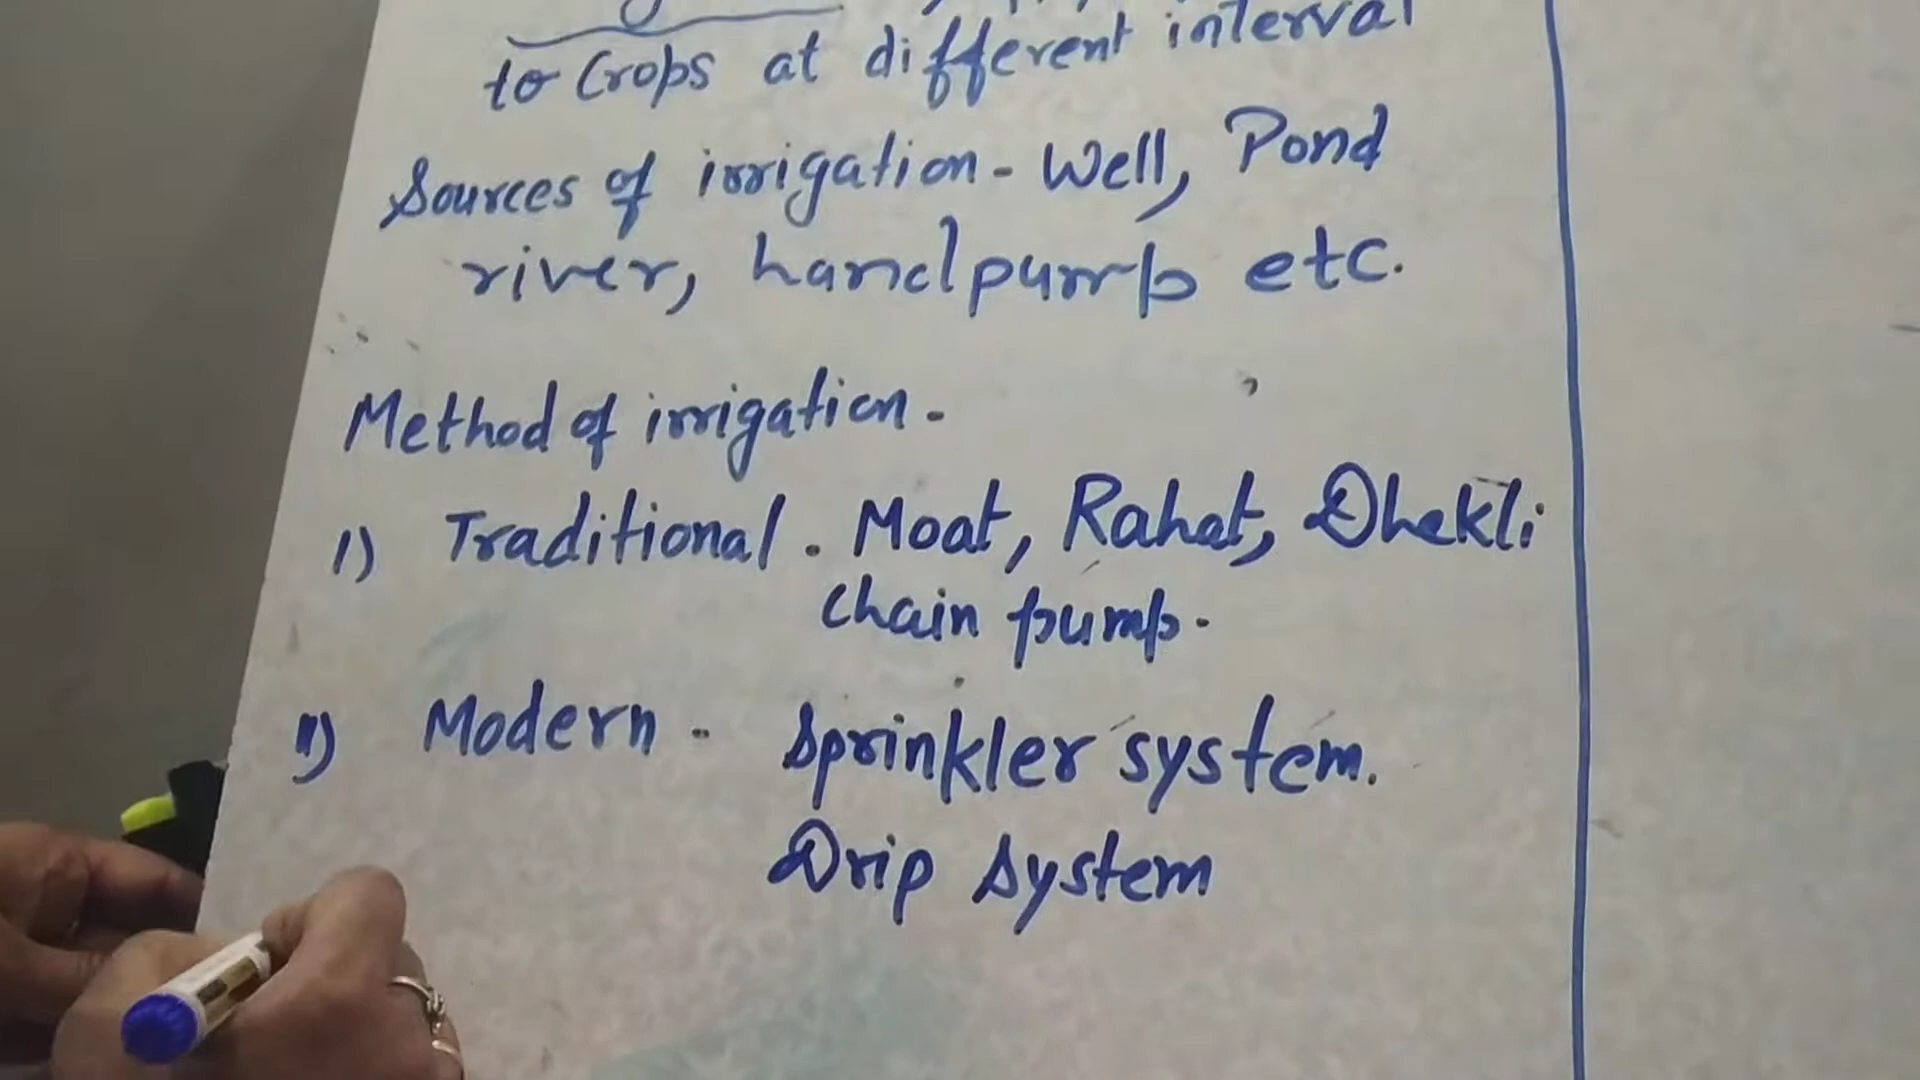 to Crops at different interval
Sources of irrigation - Well, Pond
river, handpump etc.
Method of irrigation -
I) Traditional. Moat, Rahat, Dhekli
Chain pump.
II) Modern - Sprinkler system.
Drip System